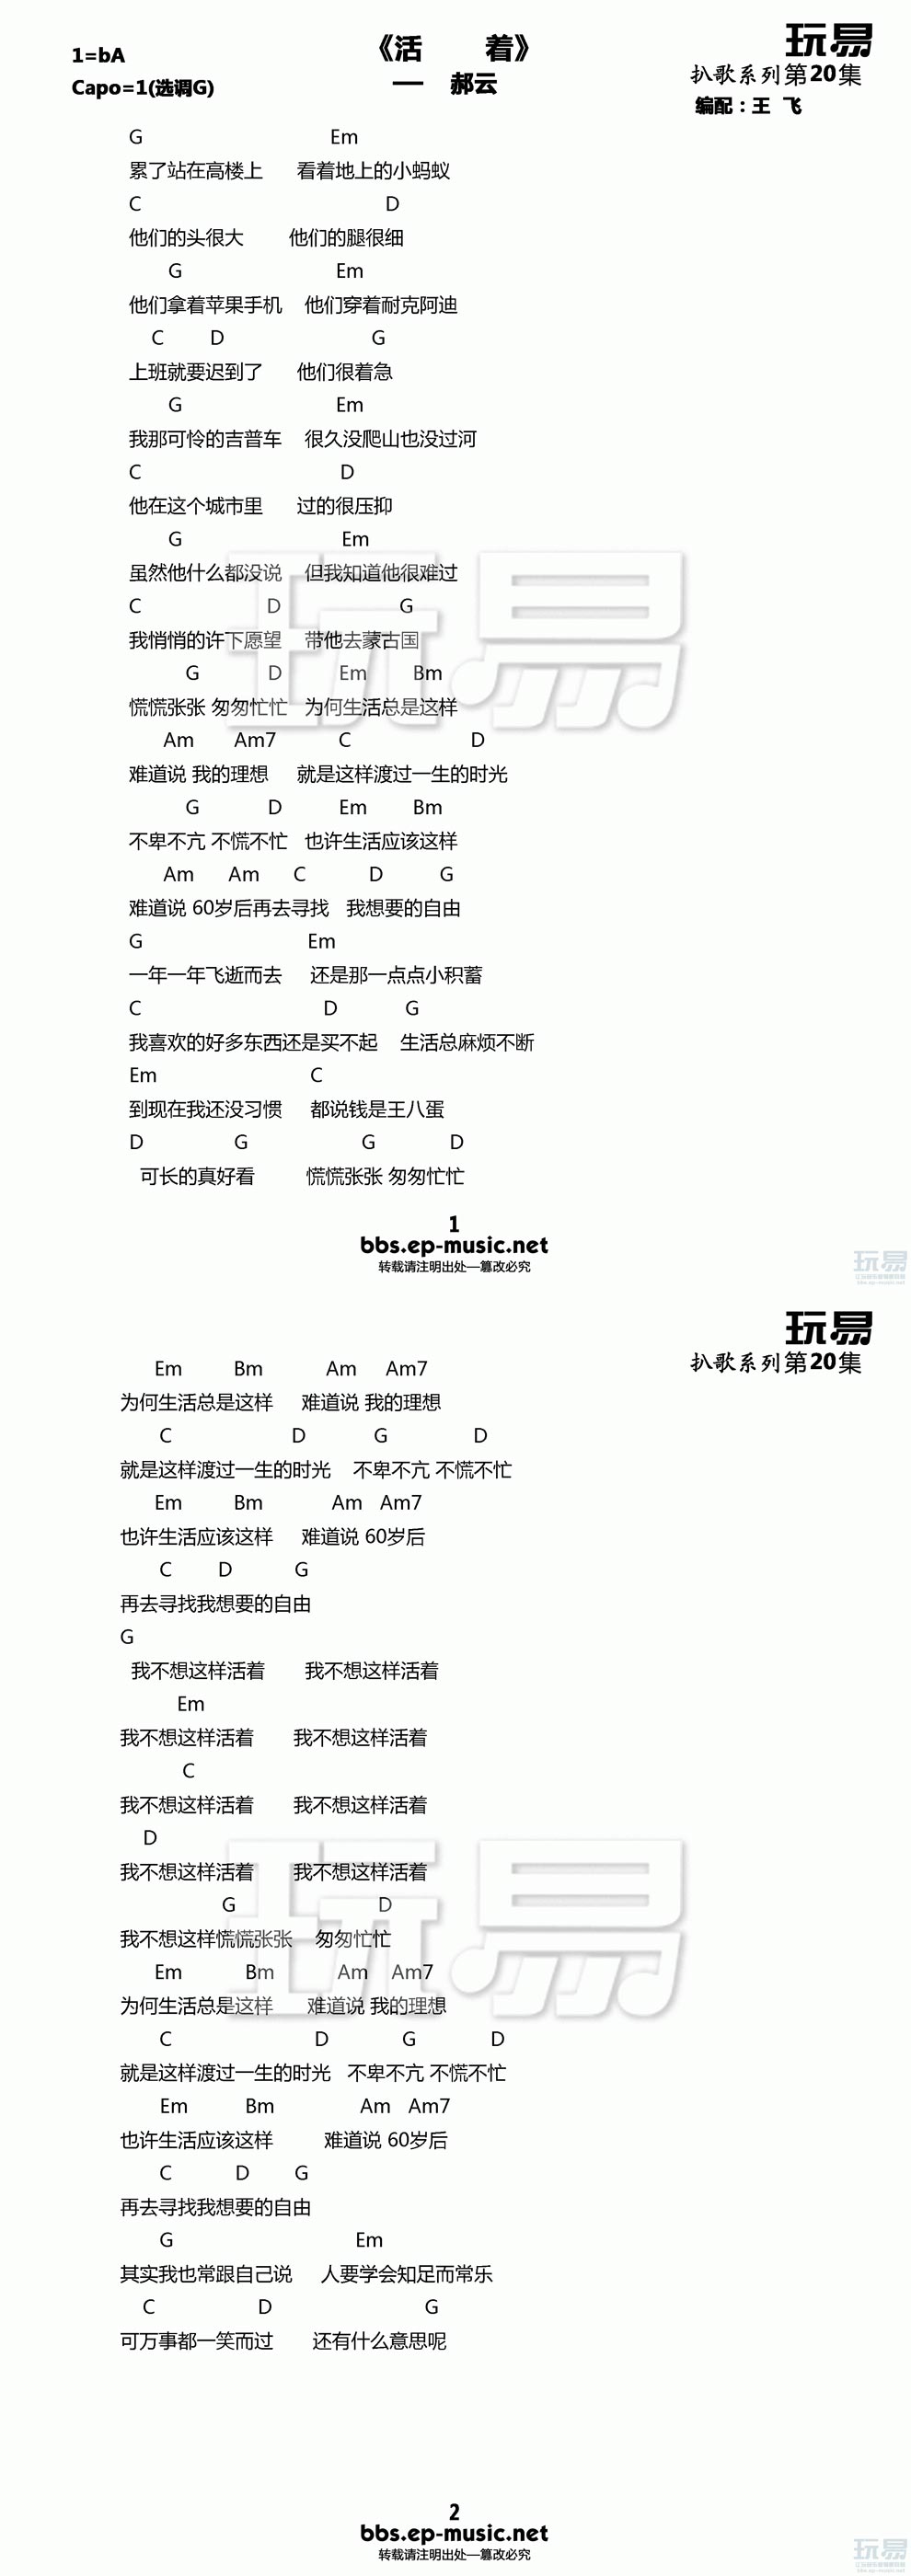 1=bA
Capo=1(选调G)
《活 着》
— 郝云
玩易
扒歌系列第20集
编配：王 飞
G Em
累了站在高楼上 看着地上的小蚂蚁
C D
他们的头很大 他们的腿很细
G Em
他们拿着苹果手机 他们穿着耐克阿迪
C D G
上班就要迟到了 他们很着急
G Em
我那可怜的吉普车 很久没爬山也没过河
C D
他在这个城市里 过的很压抑
G Em
虽然他什么都没说 但我知道他很难过
C D G
我悄悄的许下愿望 带他去蒙古国
G D Em Bm
慌慌张张 匆匆忙忙 为何生活总是这样
Am Am7 C D
难道说 我的理想 就是这样渡过一生的时光
G D Em Bm
不卑不亢 不慌不忙 也许生活应该这样
Am Am C D G
难道说 60岁后再去寻找 我想要的自由
G Em
一年一年飞逝而去 还是那一点点小积蓄
C D G
我喜欢的好多东西还是买不起 生活总麻烦不断
Em C
到现在我还没习惯 都说钱是王八蛋
D G G D
可长的真好看 慌慌张张 匆匆忙忙
玩易
1
bbs.ep-music.net
转载请注明出处—篡改必究
玩易
玩易
扒歌系列第20集
Em Bm Am Am7
为何生活总是这样 难道说 我的理想
C D G D
就是这样渡过一生的时光 不卑不亢 不慌不忙
Em Bm Am Am7
也许生活应该这样 难道说 60岁后
C D G
再去寻找我想要的自由
G
我不想这样活着 我不想这样活着
Em
我不想这样活着 我不想这样活着
C
我不想这样活着 我不想这样活着
D
我不想这样活着 我不想这样活着
G D
我不想这样慌慌张张 匆匆忙忙
Em Bm Am Am7
为何生活总是这样 难道说 我的理想
C D G D
就是这样渡过一生的时光 不卑不亢 不慌不忙
Em Bm Am Am7
也许生活应该这样 难道说 60岁后
C D G
再去寻找我想要的自由
G Em
其实我也常跟自己说 人要学会知足而常乐
C D G
可万事都一笑而过 还有什么意思呢
玩易
2
bbs.ep-music.net
转载请注明出处—篡改必究
玩易